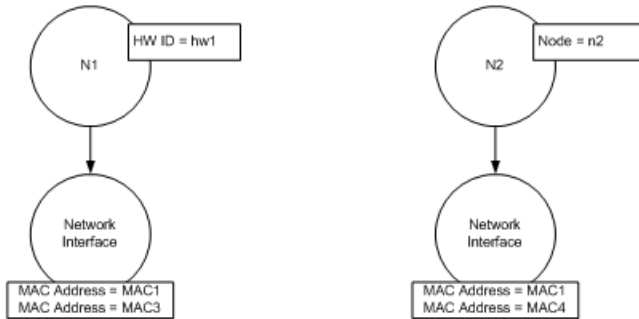 HW ID = hw1
N1
Network
Interface
MAC Address = MAC1
MAC Address = MAC3
Node = n2
N2
Network
Interface
MAC Address = MAC1
MAC Address = MAC4